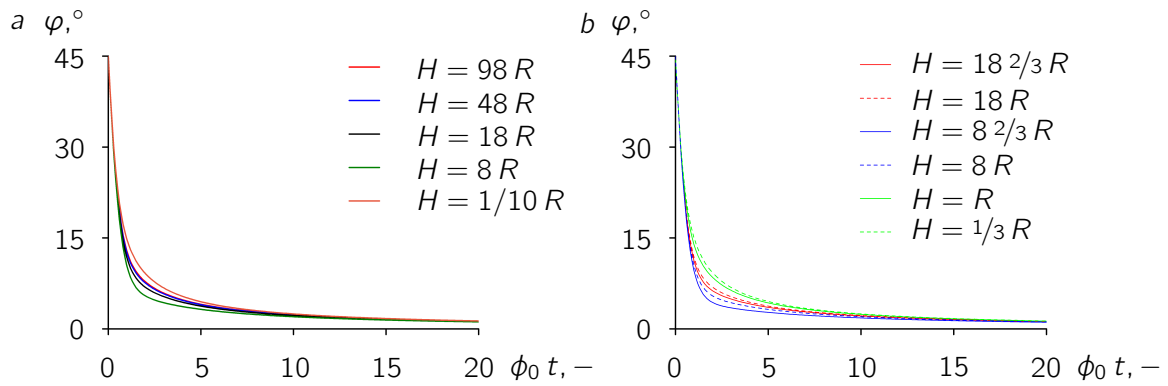 a φ,°
45
30
15
0
0 5 10 15 20 ϕ₀ t, –
H = 98 R
H = 48 R
H = 18 R
H = 8 R
H = 1/10 R
b φ,°
45
30
15
0
0 5 10 15 20 ϕ₀ t, –
H = 18 2/3 R
H = 18 R
H = 8 2/3 R
H = 8 R
H = R
H = 1/3 R